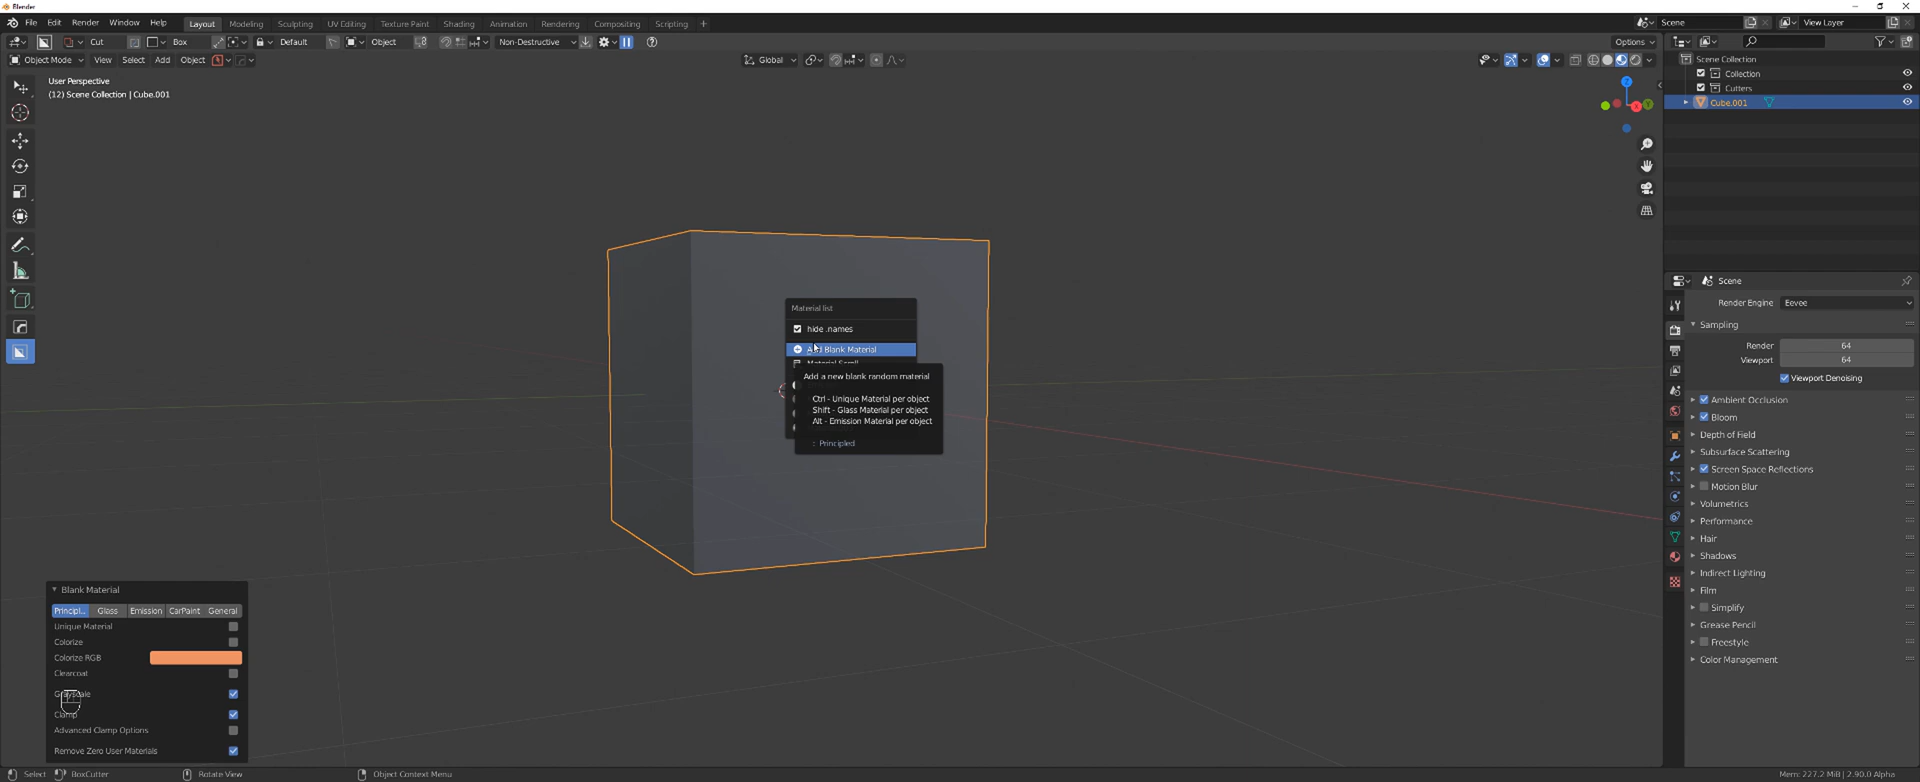 Blender
File Edit Render Window Help Layout Modeling Sculpting UV Editing Texture Paint Shading Animation Rendering Compositing Scripting + Scene View Layer
Cut Box Default Object Non-Destructive Options
Object Mode View Select Add Object Global
User Perspective
(12) Scene Collection | Cube.001
Scene Collection
Collection
Cutters
Cube.001
Z
X
Y
Material list
hide .names
Add Blank Material
Material Scroll
Add a new blank random material
Ctrl - Unique Material per object
Shift - Glass Material per object
Alt - Emission Material per object
: Principled
Scene
Render Engine Eevee
Sampling
Render 64
Viewport 64
Viewport Denoising
Ambient Occlusion
Bloom
Depth of Field
Subsurface Scattering
Screen Space Reflections
Motion Blur
Volumetrics
Performance
Hair
Shadows
Indirect Lighting
Film
Simplify
Grease Pencil
Freestyle
Color Management
Blank Material
Principl... Glass Emission CarPaint General
Unique Material
Colorize
Colorize RGB
Clearcoat
Grayscale
Clamp
Advanced Clamp Options
Remove Zero User Materials
Select BoxCutter Rotate View Object Context Menu Mem: 227.2 MiB | 2.90.0 Alpha